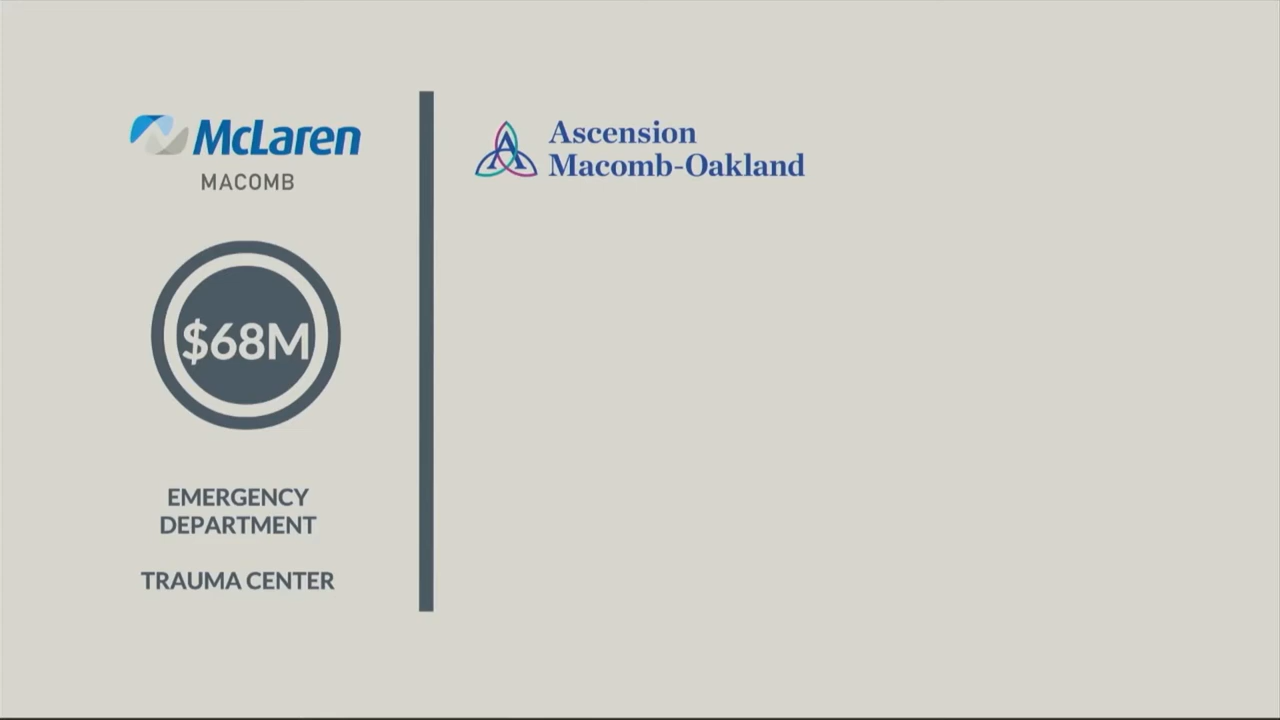 McLaren
MACOMB
$68M
EMERGENCY
DEPARTMENT
TRAUMA CENTER
Ascension
Macomb-Oakland